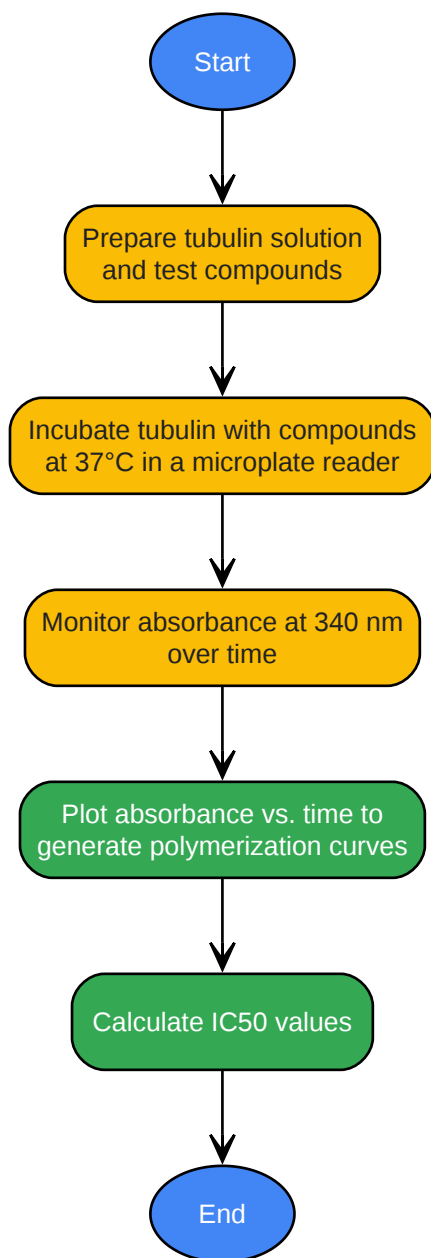 Start
Prepare tubulin solution
and test compounds
Incubate tubulin with compounds
at 37°C in a microplate reader
Monitor absorbance at 340 nm
over time
Plot absorbance vs. time to
generate polymerization curves
Calculate IC50 values
End